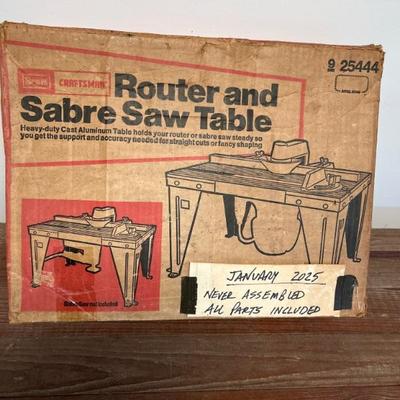 Sears
CRAFTSMAN
9 25444
Router and
Sabre Saw Table
Heavy-duty Cast Aluminum Table holds your router or sabre saw steady so
you get the support and accuracy needed for straight cuts or fancy shaping
JANUARY 2025
NEVER ASSEMBLED
ALL PARTS INCLUDED
not included